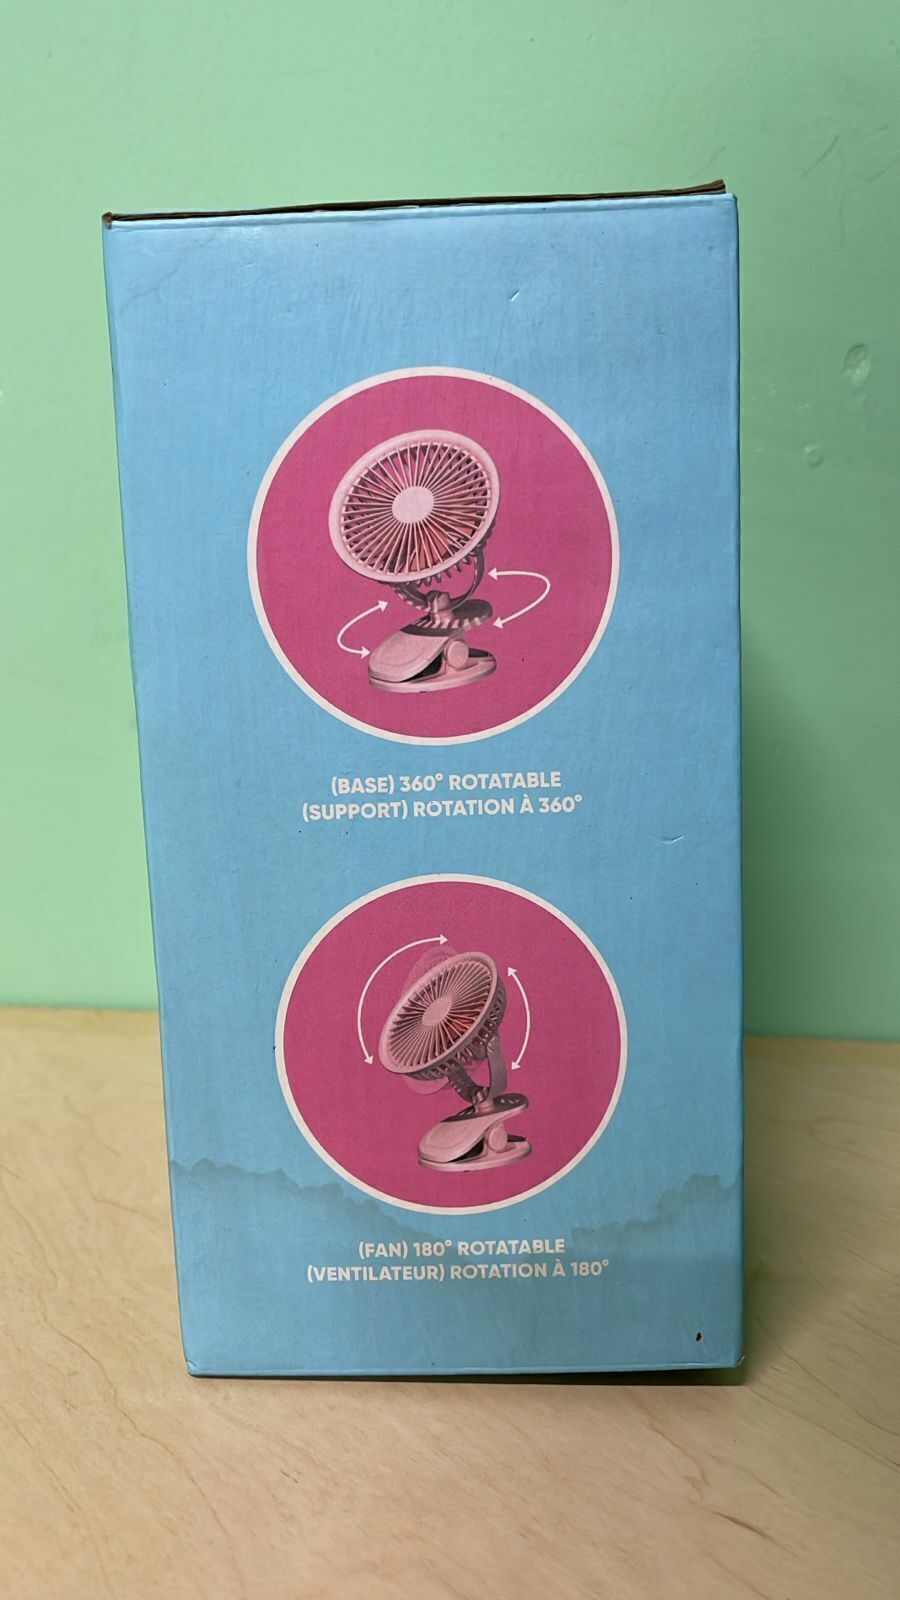 (BASE) 360° ROTATABLE
(SUPPORT) ROTATION À 360°
(FAN) 180° ROTATABLE
(VENTILATEUR) ROTATION À 180°